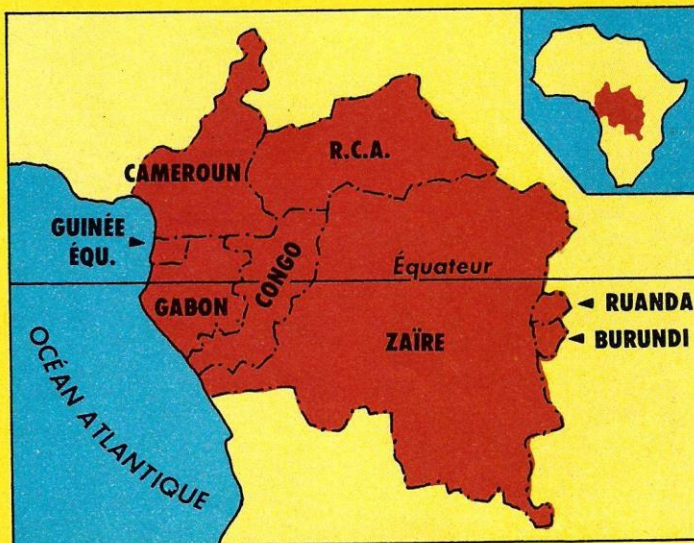 CAMEROUN
R.C.A.
GUINÉE
ÉQU.
GABON
CONGO
Équateur
ZAÏRE
RUANDA
BURUNDI
OCÉAN ATLANTIQUE